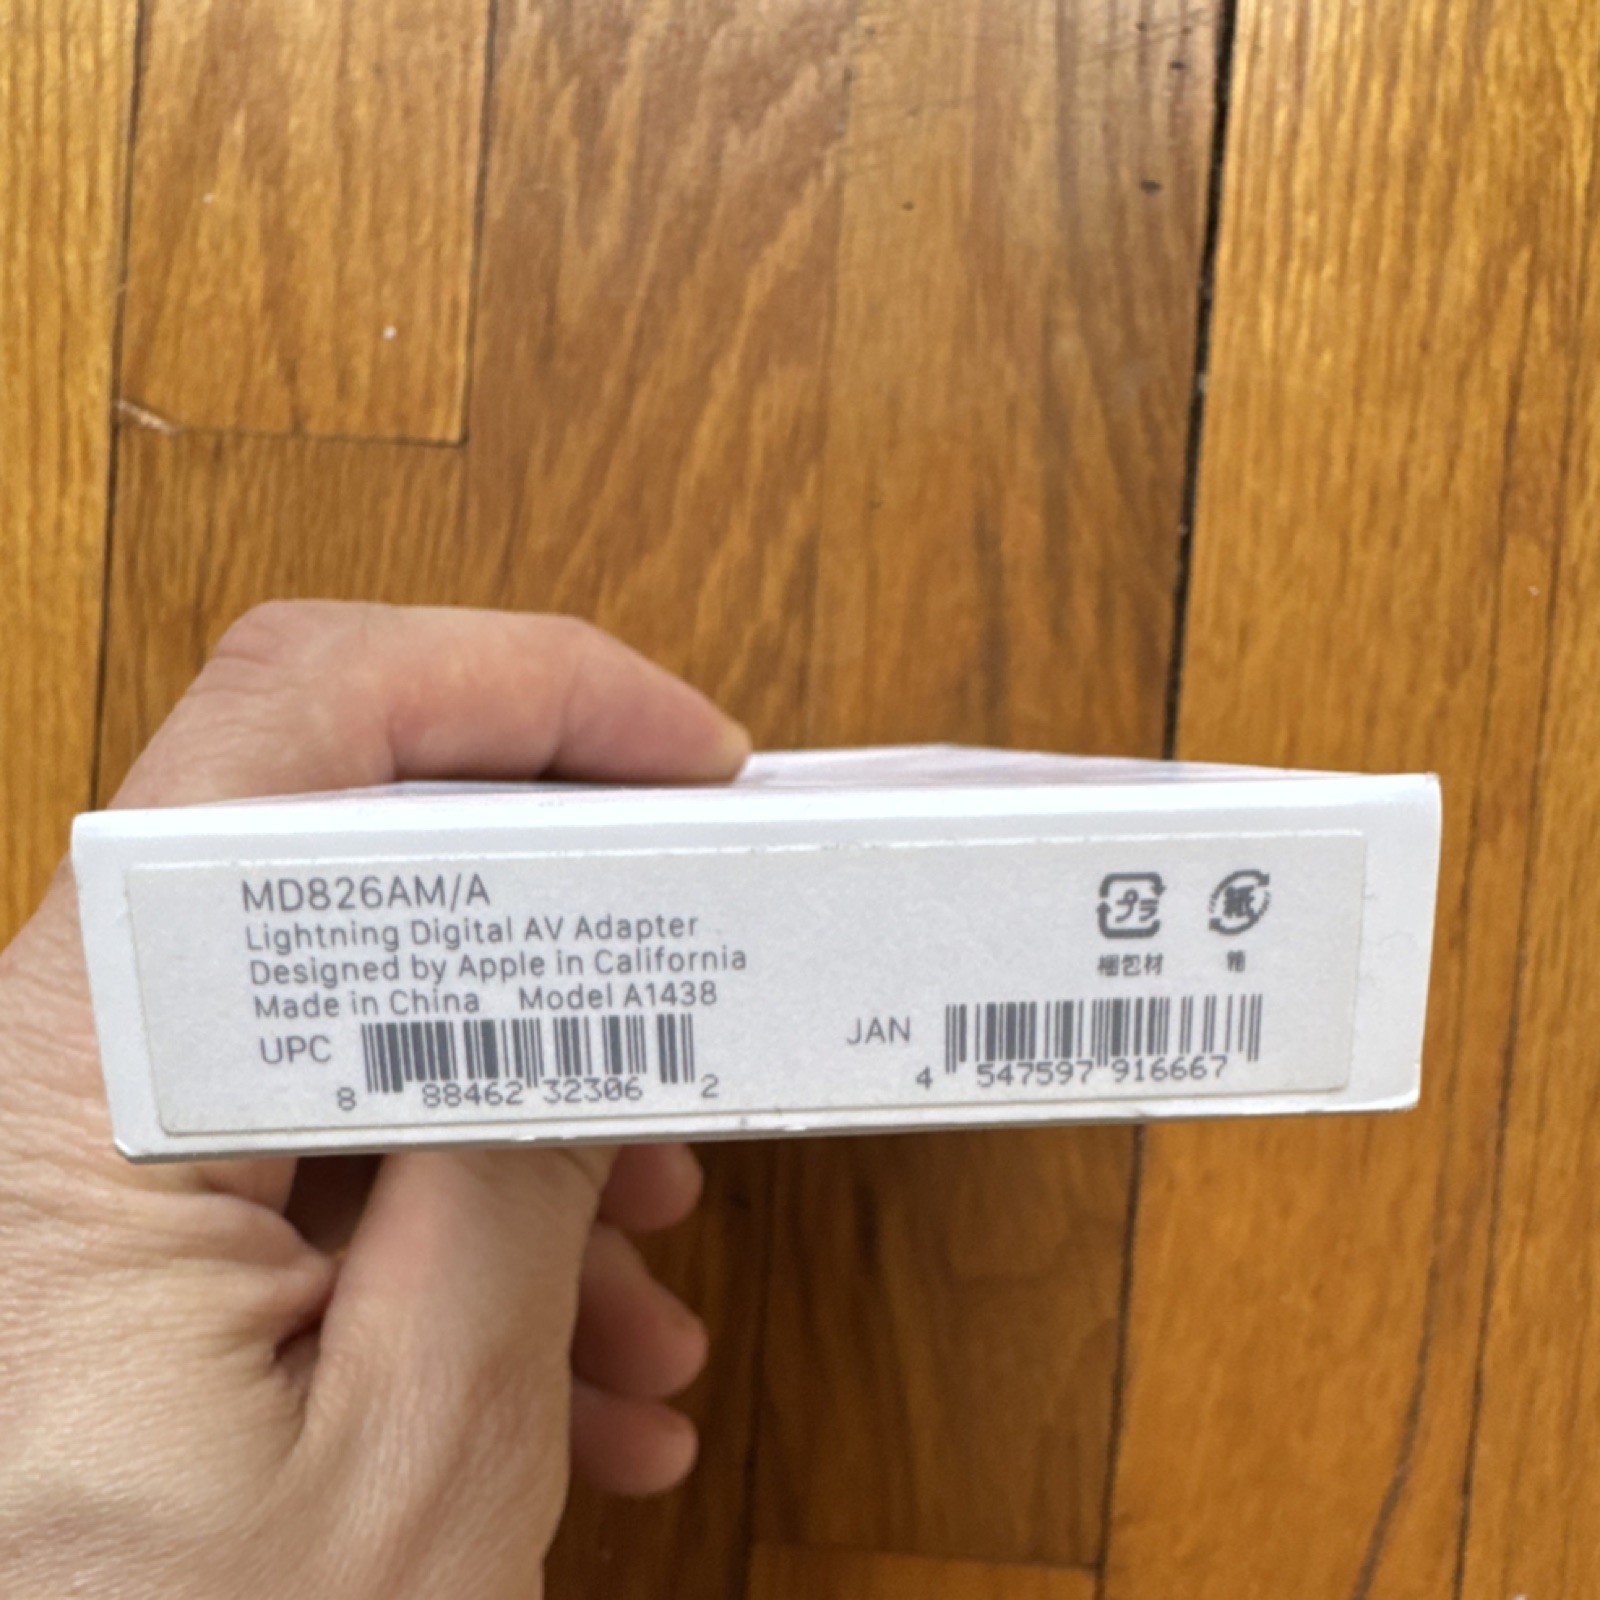 MD826AM/A
Lightning Digital AV Adapter
Designed by Apple in California
Made in China Model A1438
UPC
8 88462 32306 2
プラ 紙
梱包材 箱
JAN
4 547597 916667